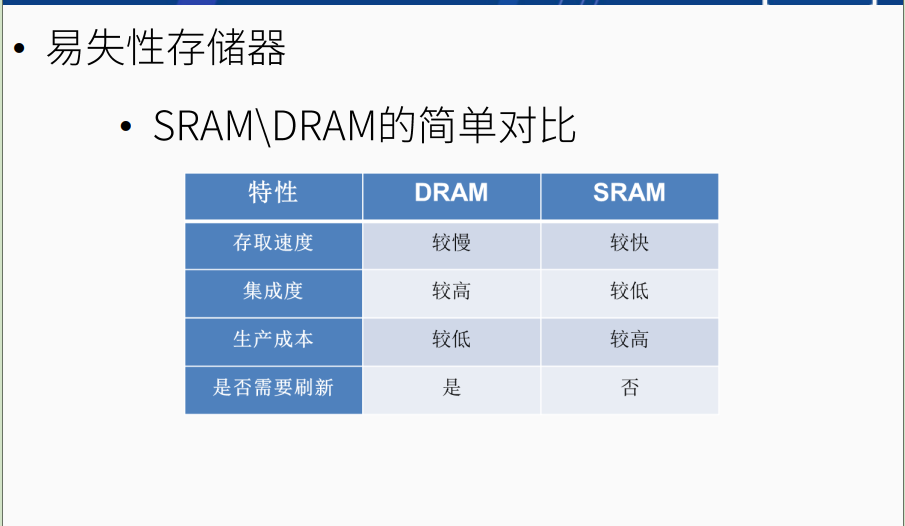 • 易失性存储器
• SRAM\DRAM的简单对比
特性 DRAM SRAM
存取速度 较慢 较快
集成度 较高 较低
生产成本 较低 较高
是否需要刷新 是 否